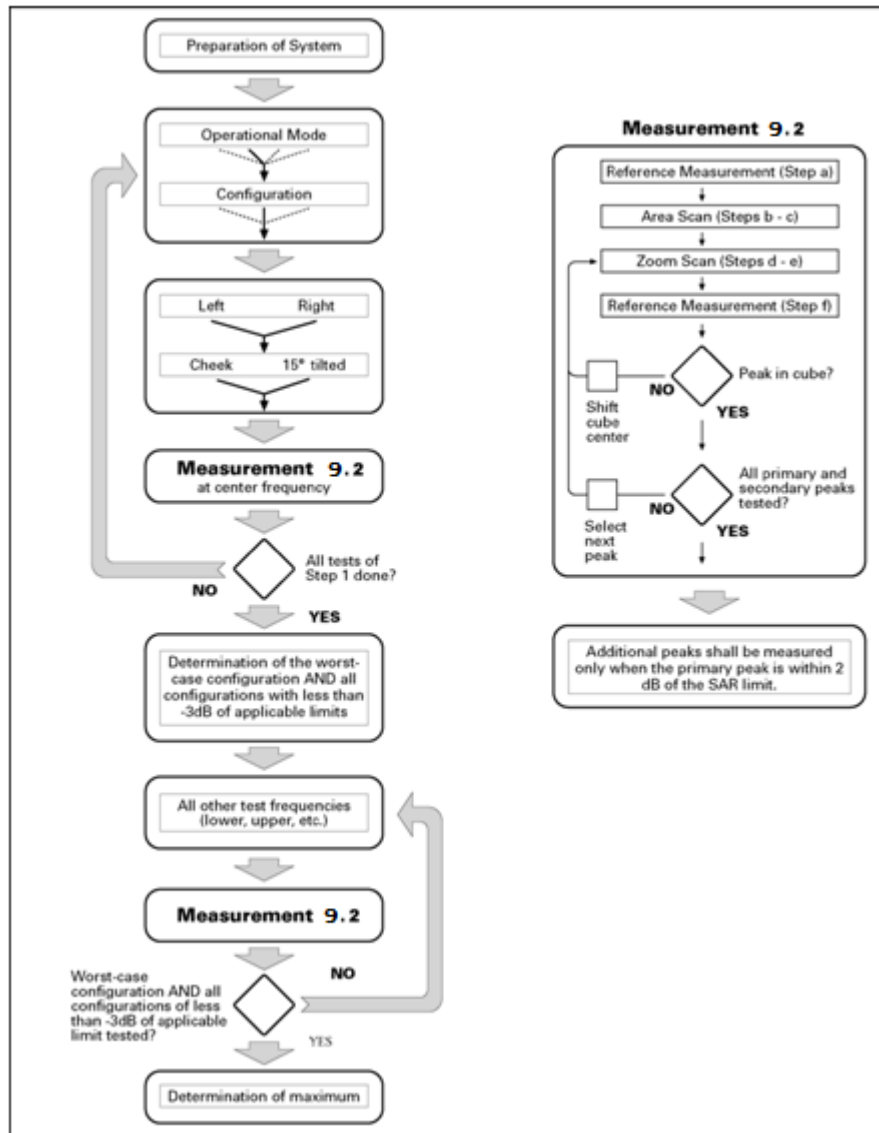 Preparation of System
Operational Mode
Configuration
Left Right
Cheek 15° tilted
Measurement 9.2
at center frequency
All tests of
Step 1 done?
NO
YES
Determination of the worst-
case configuration AND all
configurations with less than
-3dB of applicable limits
All other test frequencies
(lower, upper, etc.)
Measurement 9.2
Worst-case
configuration AND all
configurations of less
than -3dB of applicable
limit tested?
NO
YES
Determination of maximum
Measurement 9.2
Reference Measurement (Step a)
Area Scan (Steps b - c)
Zoom Scan (Steps d - e)
Reference Measurement (Step f)
Peak in cube?
NO
YES
Shift
cube
center
All primary and
secondary peaks
tested?
NO
YES
Select
next
peak
Additional peaks shall be measured
only when the primary peak is within 2
dB of the SAR limit.